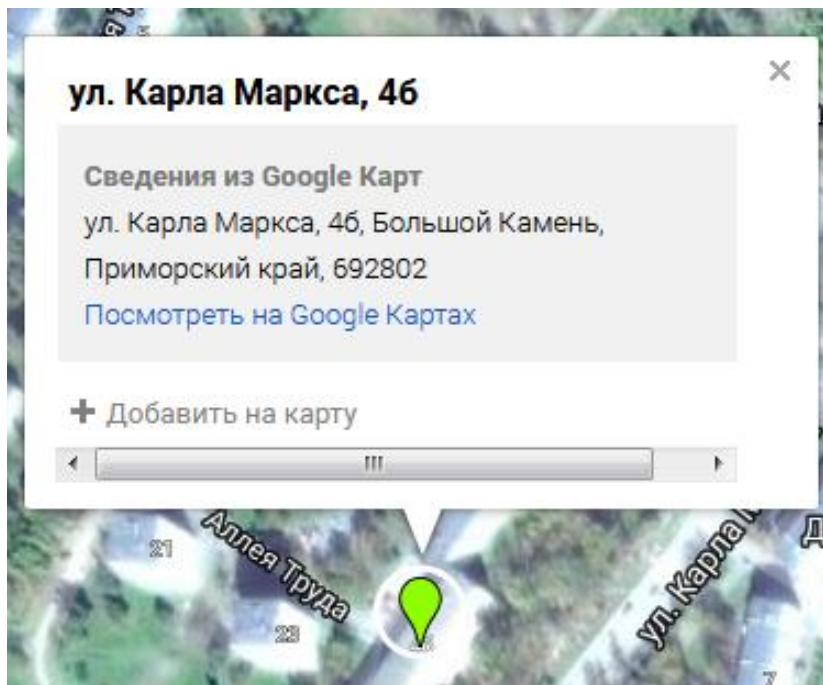 ул. Карла Маркса, 4б
Сведения из Google Карт
ул. Карла Маркса, 4б, Большой Камень,
Приморский край, 692802
Посмотреть на Google Картах
Добавить на карту
Аллея Труда
21
23
ул. Карла
7